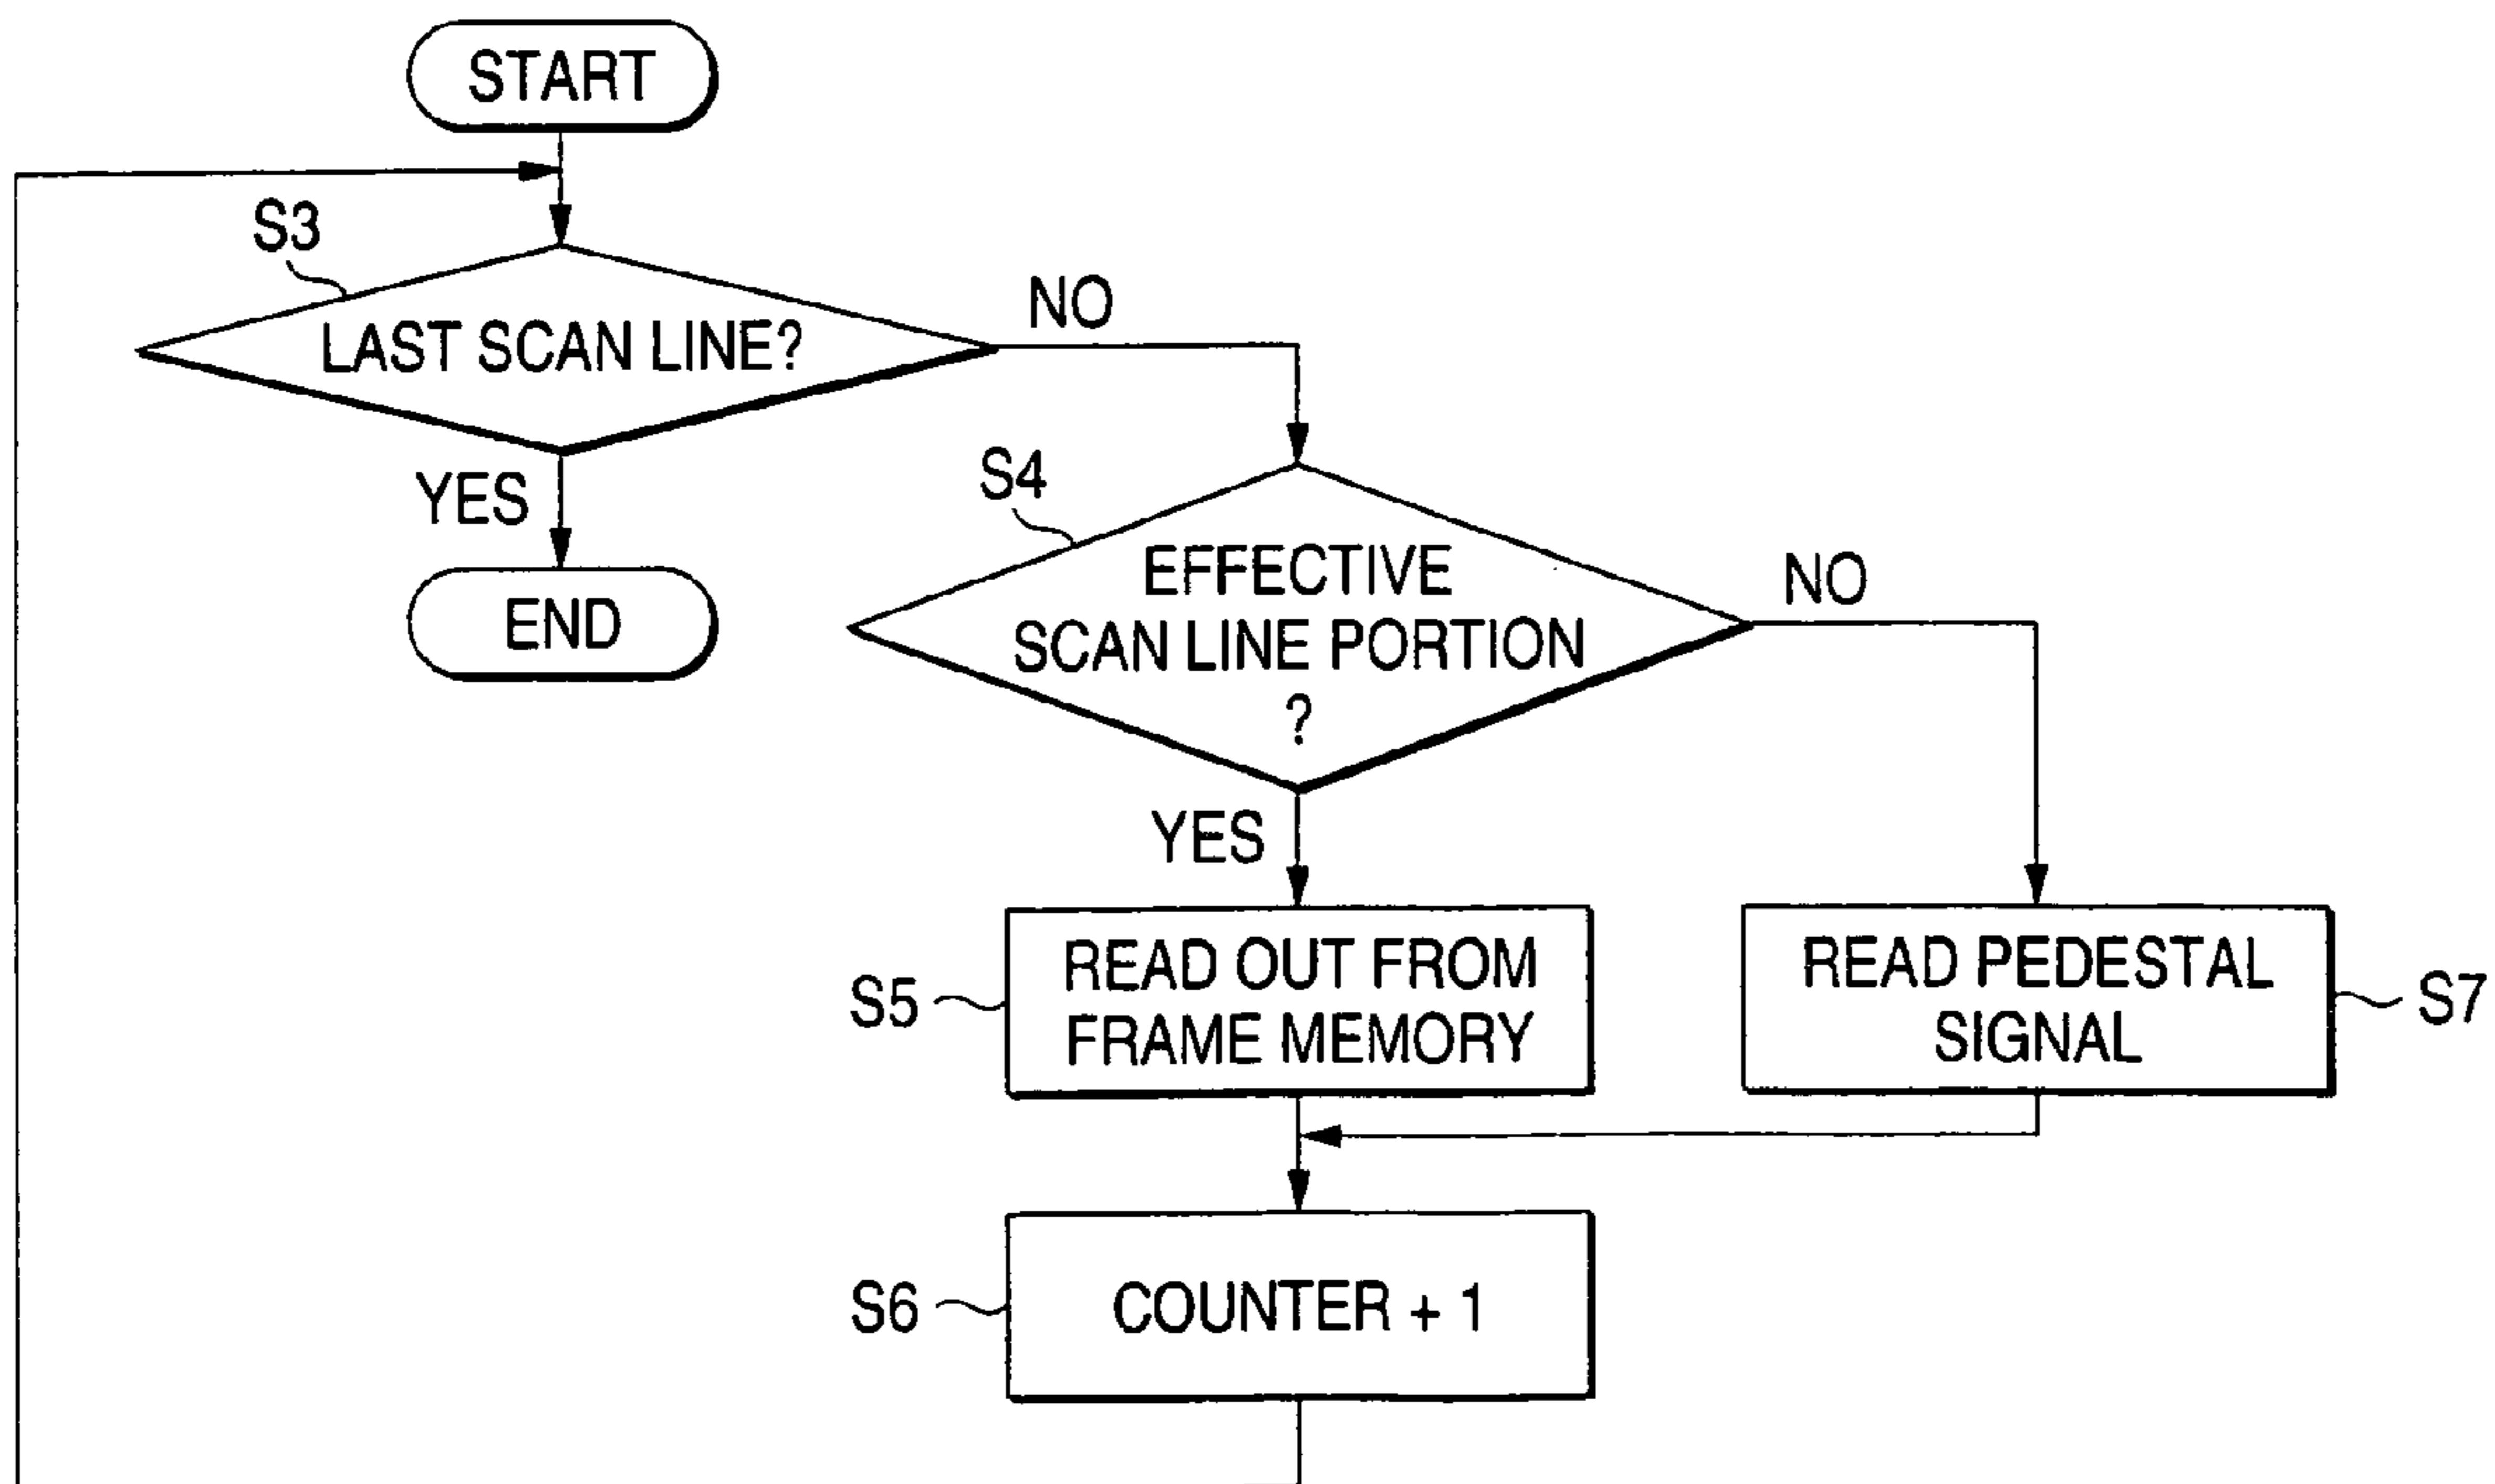 START
S3
NO
LAST SCAN LINE?
YES
S4
END
EFFECTIVE
SCAN LINE PORTION
?
NO
YES
S5
READ OUT FROM
FRAME MEMORY
READ PEDESTAL
SIGNAL
S7
S6
COUNTER + 1